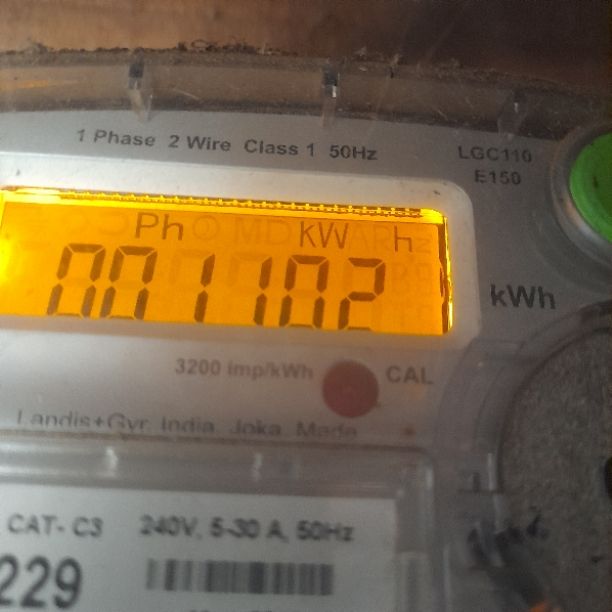 1 Phase 2 Wire Class 1 50Hz
LGC110
E150
Ph KW h
001102
kWh
3200 imp/kWh CAL
Landis+Gyr, India, Joka, Made
CAT- C3 240V, 5-30 A, 50Hz
229